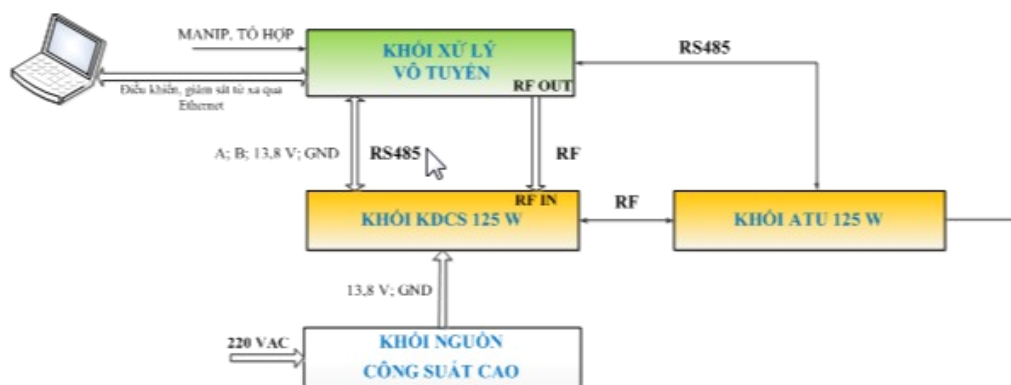 MANIP, TỔ HỢP
KHỐI XỬ LÝ
VÔ TUYẾN
RF OUT
RS485
Điều khiển, giám sát từ xa qua
Ethernet
A; B; 13,8 V; GND
RS485
RF
RF IN
KHỐI KĐCS 125 W
RF
KHỐI ATU 125 W
13,8 V; GND
220 VAC
KHỐI NGUỒN
CÔNG SUẤT CAO